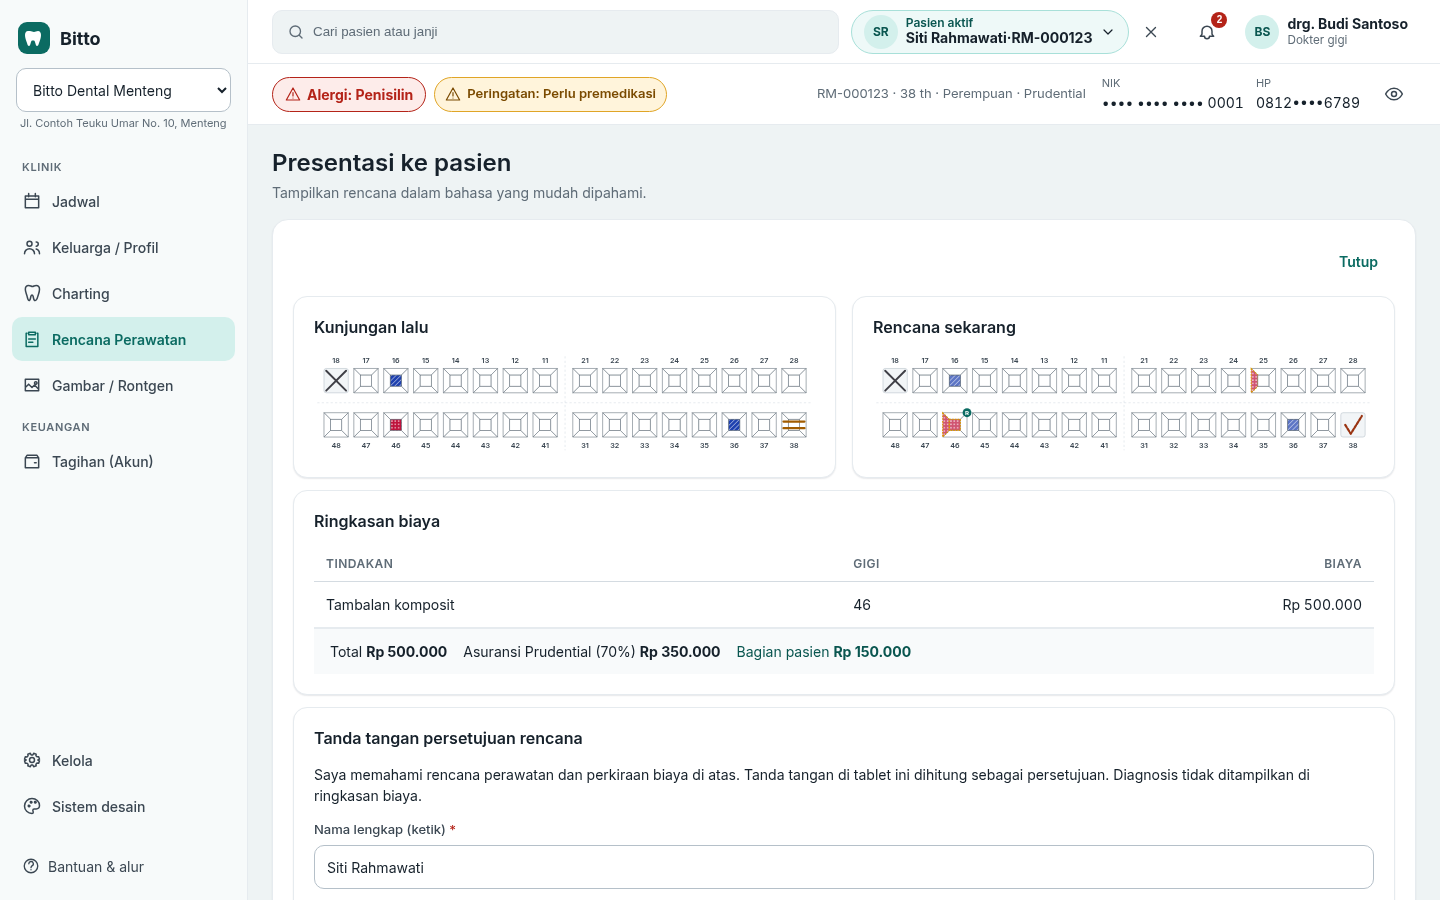 Bitto
Bitto Dental Menteng
Jl. Contoh Teuku Umar No. 10, Menteng
KLINIK
Jadwal
Keluarga / Profil
Charting
Rencana Perawatan
Gambar / Rontgen
KEUANGAN
Tagihan (Akun)
Kelola
Sistem desain
Bantuan & alur
Cari pasien atau janji
SR
Pasien aktif
Siti Rahmawati·RM-000123
2
BS
drg. Budi Santoso
Dokter gigi
Alergi: Penisilin
Peringatan: Perlu premedikasi
RM-000123 · 38 th · Perempuan · Prudential
NIK
•••• •••• •••• 0001
HP
0812••••6789
Presentasi ke pasien
Tampilkan rencana dalam bahasa yang mudah dipahami.
Tutup
Kunjungan lalu
18 17 16 15 14 13 12 11 21 22 23 24 25 26 27 28
48 47 46 45 44 43 42 41 31 32 33 34 35 36 37 38
Rencana sekarang
18 17 16 15 14 13 12 11 21 22 23 24 25 26 27 28
48 47 46 45 44 43 42 41 31 32 33 34 35 36 37 38
Ringkasan biaya
TINDAKAN GIGI BIAYA
Tambalan komposit 46 Rp 500.000
Total Rp 500.000 Asuransi Prudential (70%) Rp 350.000 Bagian pasien Rp 150.000
Tanda tangan persetujuan rencana
Saya memahami rencana perawatan dan perkiraan biaya di atas. Tanda tangan di tablet ini dihitung sebagai persetujuan. Diagnosis tidak ditampilkan di
ringkasan biaya.
Nama lengkap (ketik) *
Siti Rahmawati